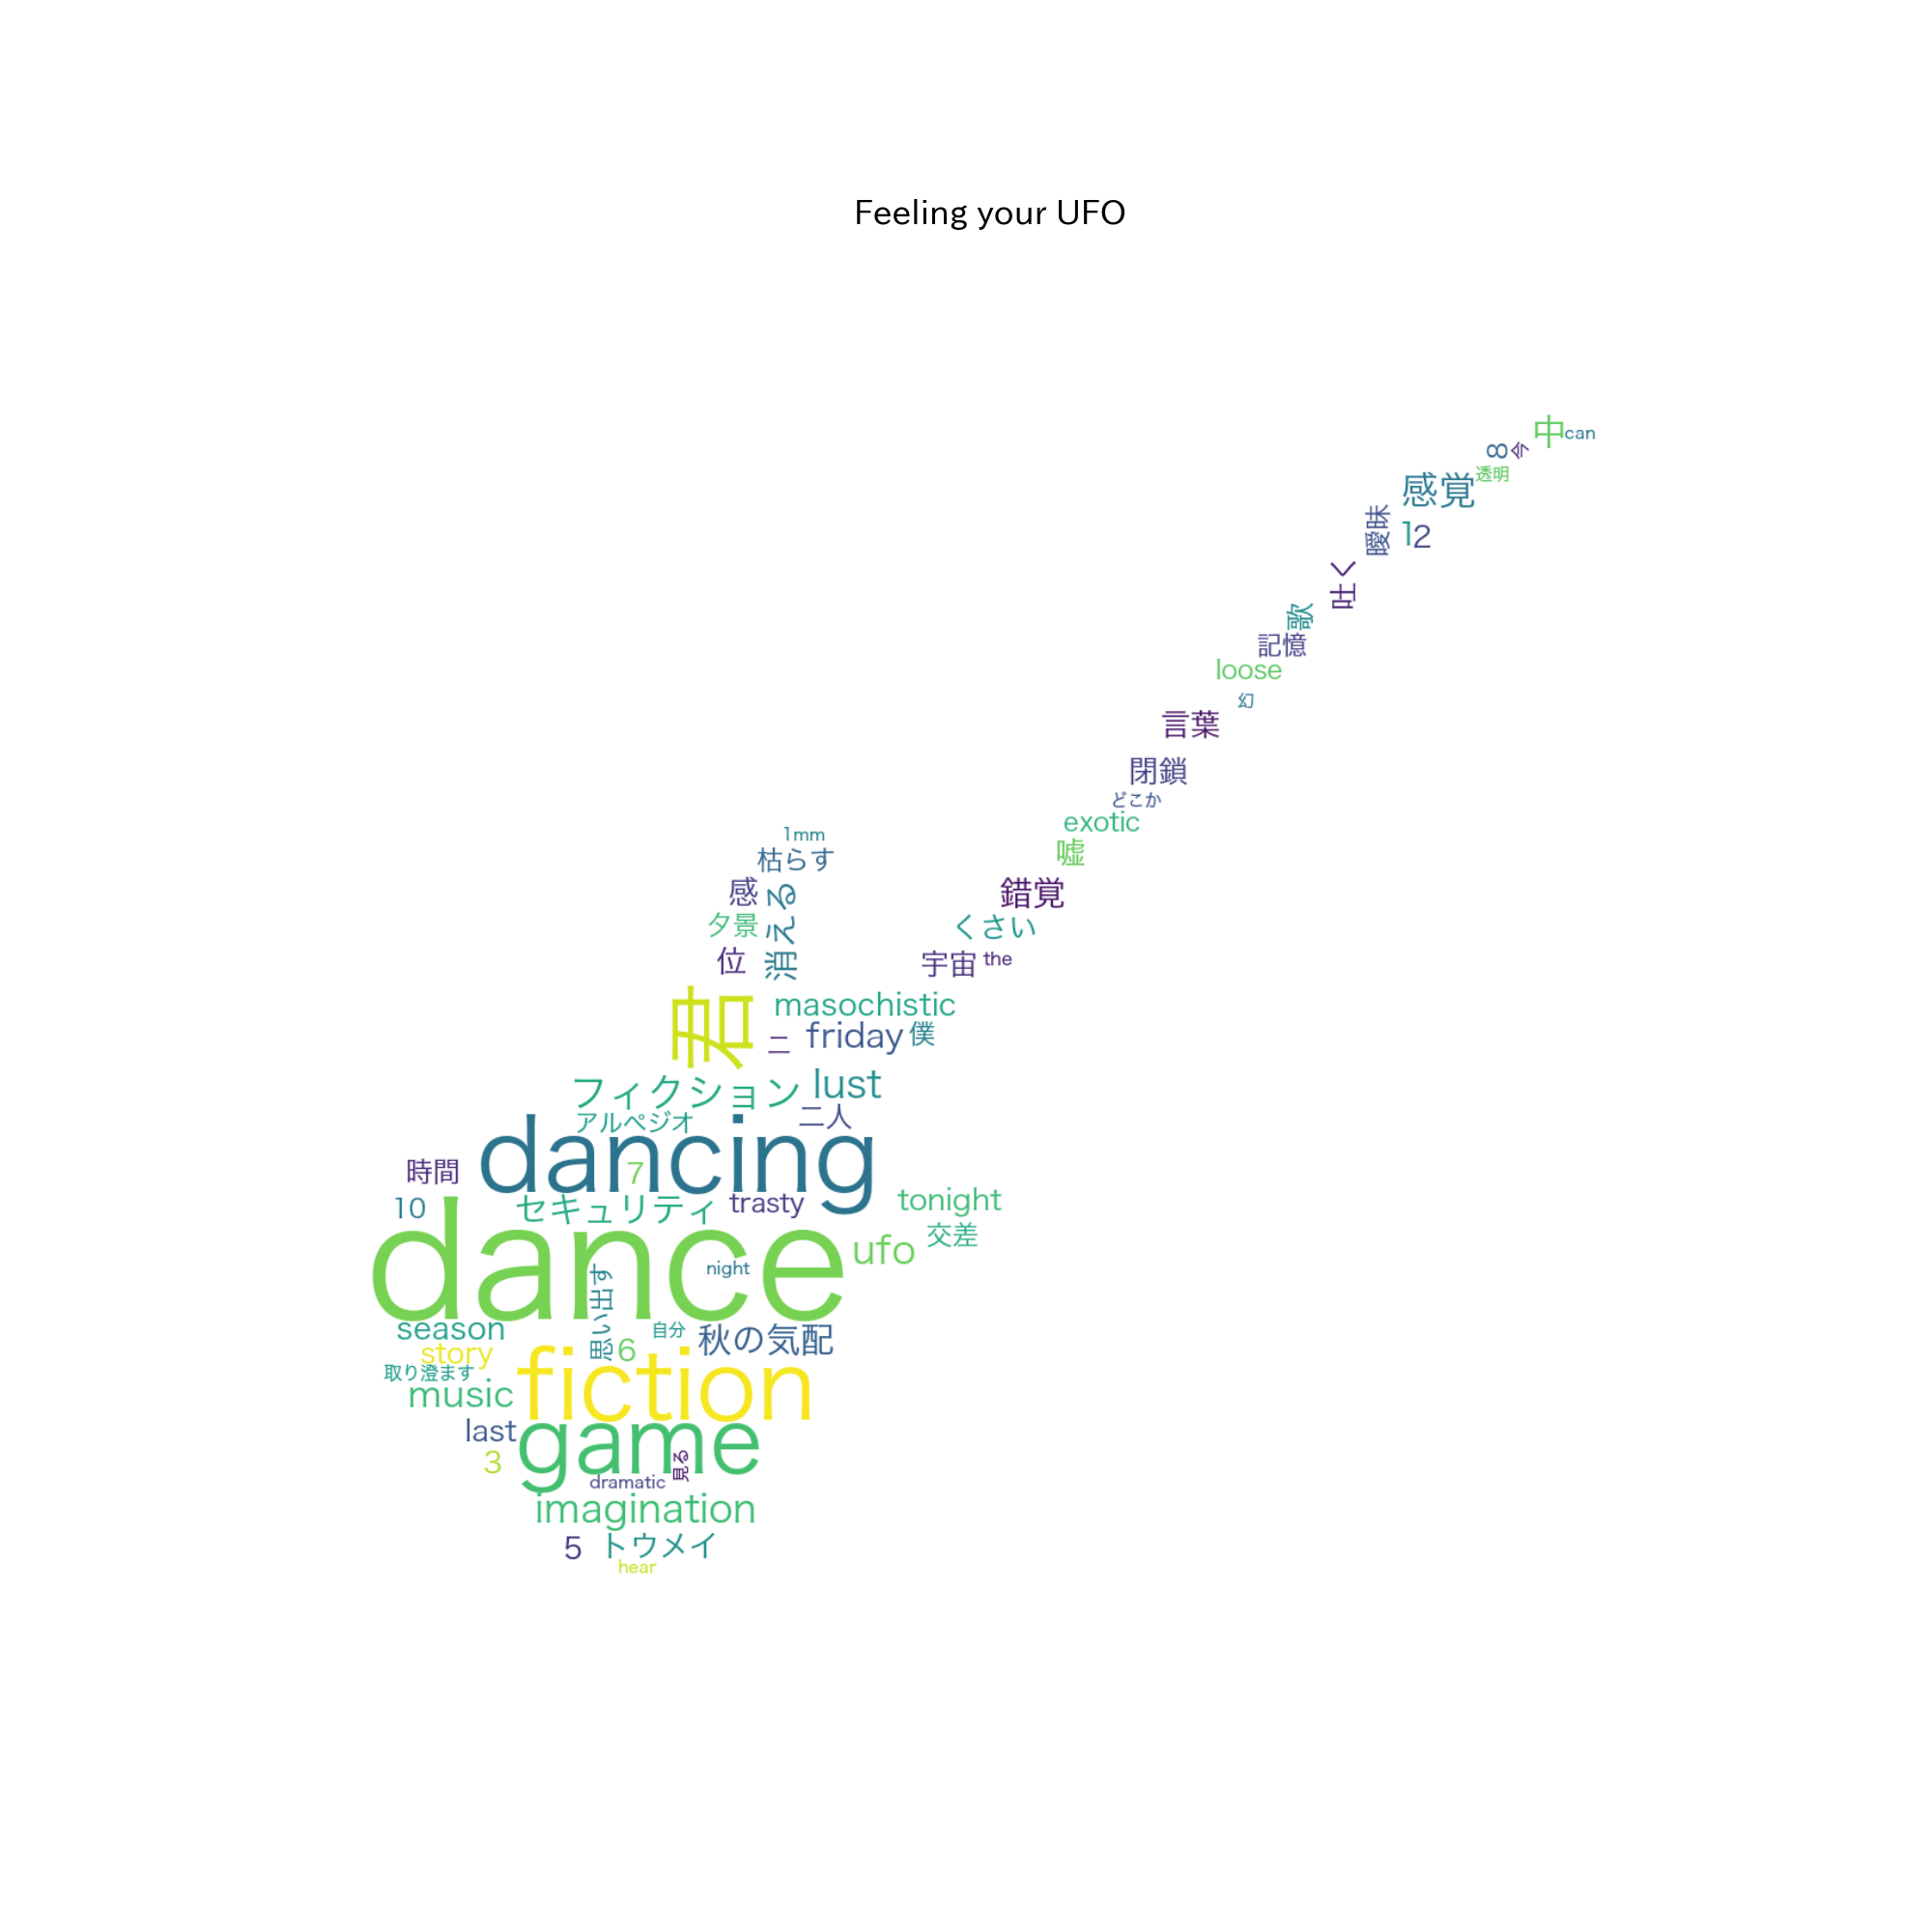 Feeling your UFO
中
can
8
今
透明
感覚
曖昧
1
2
吐く
歌
記憶
loose
幻
言葉
閉鎖
どこか
exotic
嘘
1mm
枯らす
感
消える
錯覚
夕景
くさい
位
宇宙
the
君
masochistic
二
friday
僕
フィクション
lust
アルペジオ
二人
dancing
時間
7
10
セキュリティ
trasty
tonight
交差
dance
ufo
night
思い出す
season
自分
秋の気配
story
6
取り澄ます
music
fiction
last
game
3
見る
dramatic
imagination
5
トウメイ
hear